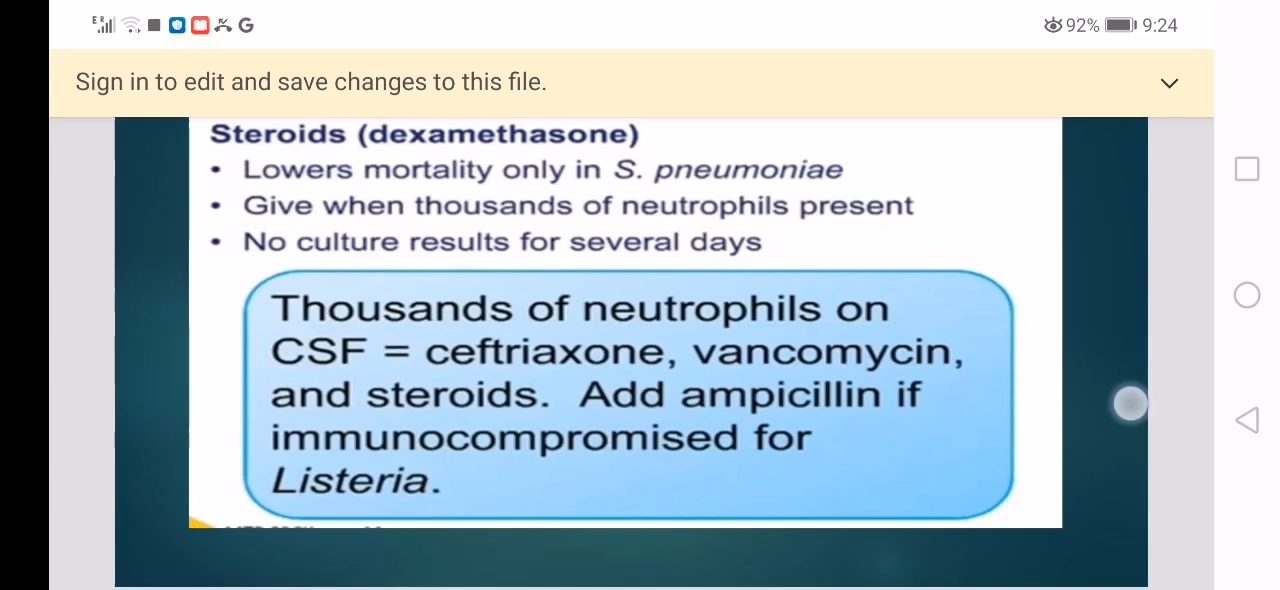 92% 9:24
Sign in to edit and save changes to this file.
Steroids (dexamethasone)
• Lowers mortality only in S. pneumoniae
• Give when thousands of neutrophils present
• No culture results for several days
Thousands of neutrophils on
CSF = ceftriaxone, vancomycin,
and steroids. Add ampicillin if
immunocompromised for
Listeria.